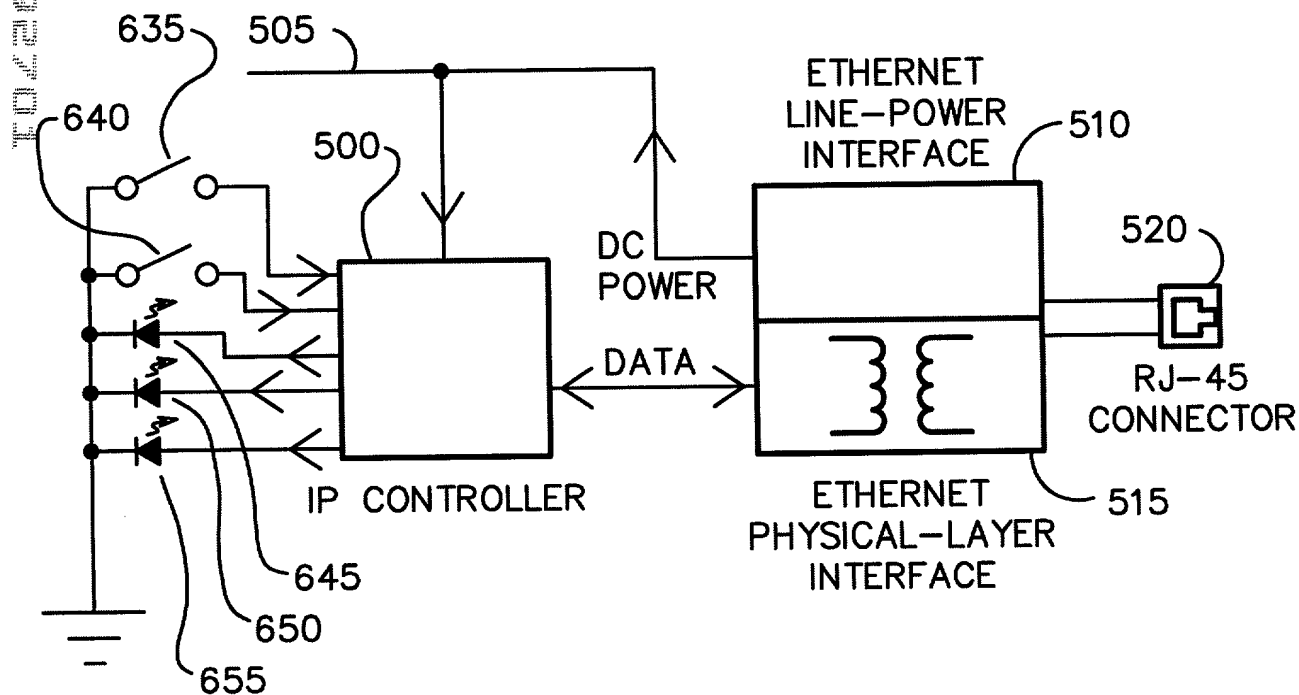 635
505
640
500
ETHERNET
LINE-POWER
INTERFACE
510
520
DC
POWER
DATA
RJ-45
CONNECTOR
IP CONTROLLER
ETHERNET
PHYSICAL-LAYER
INTERFACE
515
645
650
655